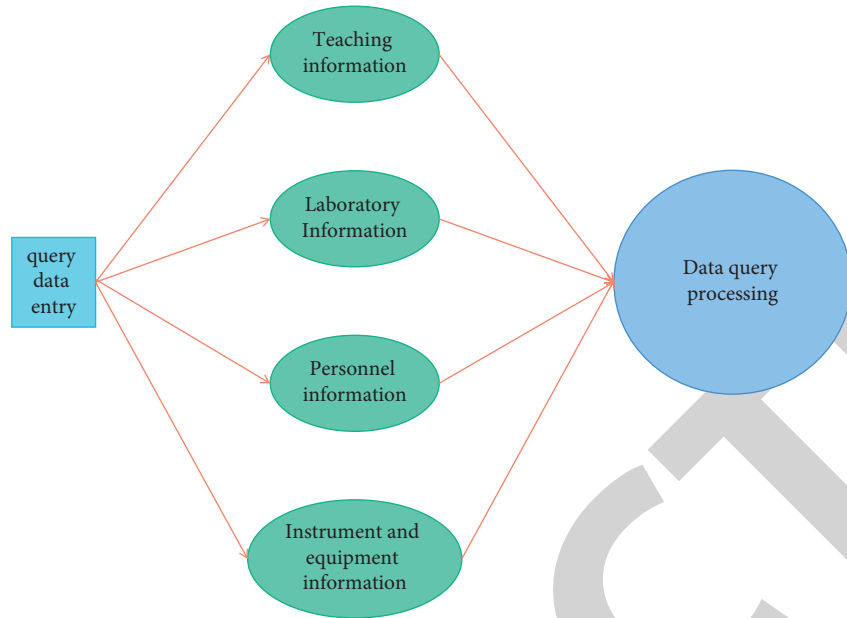 Teaching
information
Laboratory
Information
query
data
entry
Data query
processing
Personnel
information
Instrument and
equipment
information